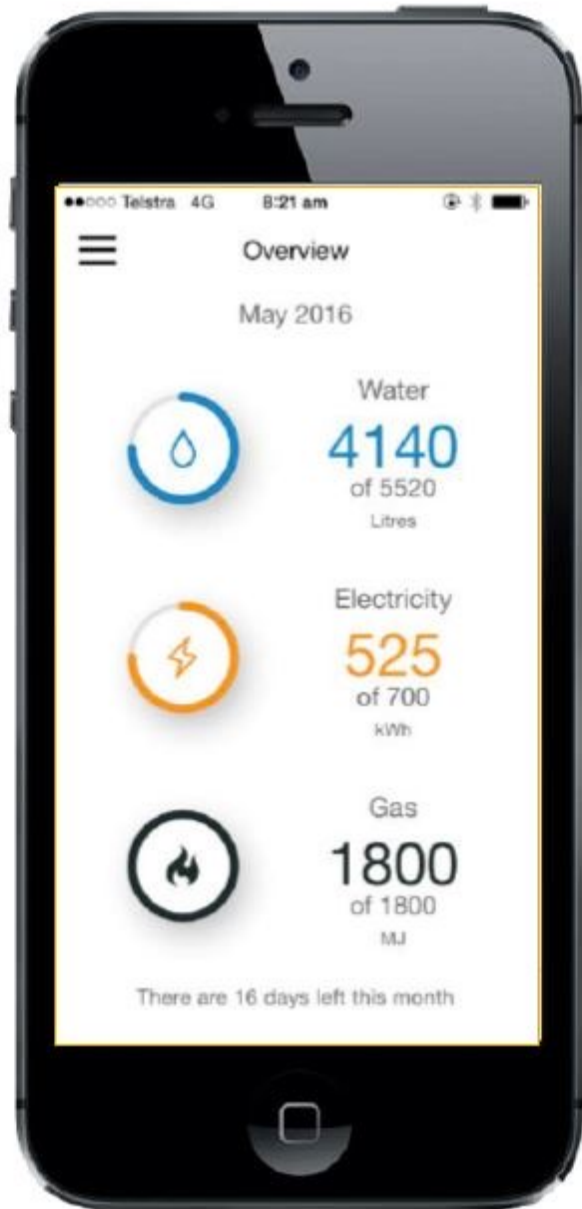 Telstra 4G 8:21 am
Overview
May 2016
Water
4140
of 5520
Litres
Electricity
525
of 700
kWh
Gas
1800
of 1800
MJ
There are 16 days left this month